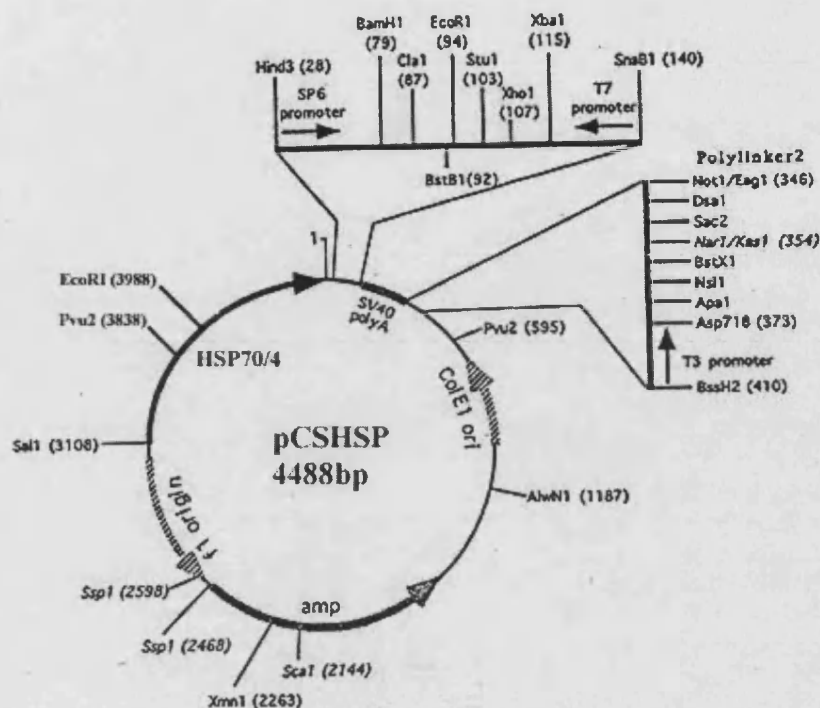 BamH1
(79)
EcoR1
(94)
Xba1
(115)
Hind3 (28)
Cla1
(87)
Stu1
(103)
Xho1
(107)
SnaB1 (140)
SP6
promoter
T7
promoter
BstB1(92)
Polylinker2
Not1/Eag1 (346)
Dsa1
Sac2
Nar1/Kas1 (354)
BstX1
Nsi1
Apa1
Asp718 (373)
T3 promoter
BssH2 (410)
1
SV40
polyA
EcoRI (3988)
Pvu2 (3838)
HSP70/4
Pvu2 (595)
ColE1 ori
Sal1 (3108)
pCSHSP
4488bp
AlwN1 (1187)
f1 origin
Ssp1 (2598)
amp
Ssp1 (2468)
Sca1 (2144)
Xmn1 (2263)